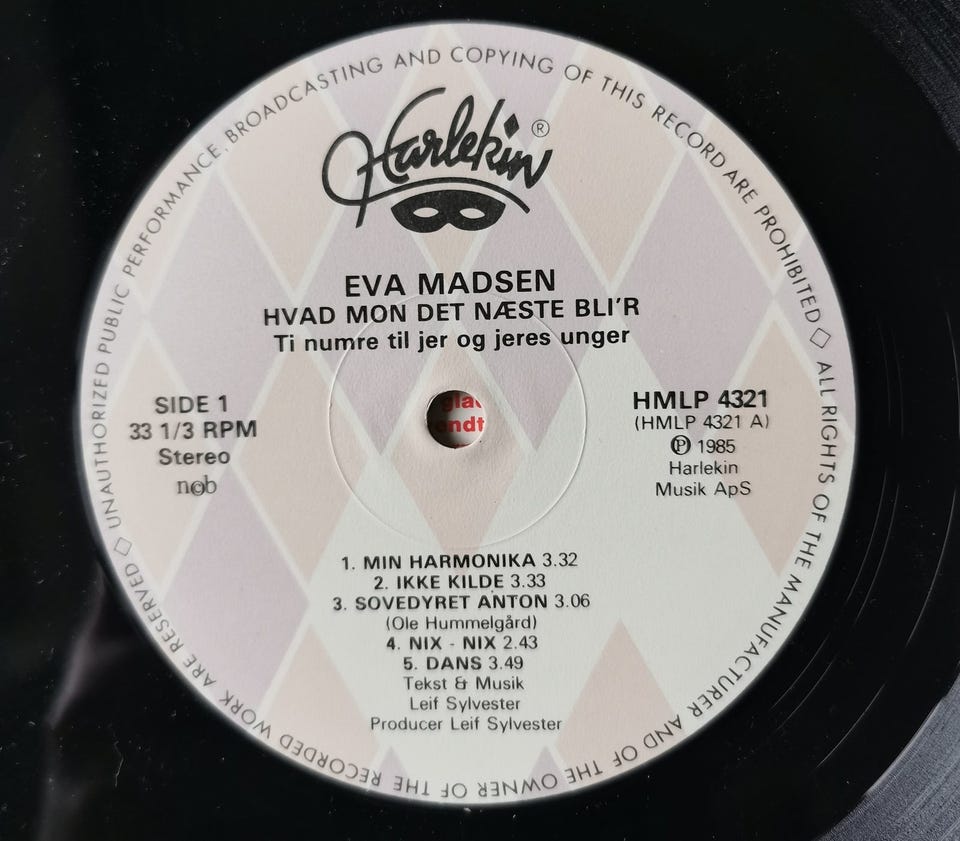 UNAUTHORIZED PUBLIC PERFORMANCE. BROADCASTING AND COPYING OF THIS RECORD ARE PROHIBITED ◇ ALL RIGHTS OF THE MANUFACTURER AND OF THE OWNER OF THE RECORDED WORK ARE RESERVED ◇
Harlekin ®
EVA MADSEN
HVAD MON DET NÆSTE BLI'R
Ti numre til jer og jeres unger
SIDE 1
33 1/3 RPM
Stereo
ncb
HMLP 4321
(HMLP 4321 A)
℗ 1985
Harlekin
Musik ApS
1. MIN HARMONIKA 3.32
2. IKKE KILDE 3.33
3. SOVEDYRET ANTON 3.06
(Ole Hummelgård)
4. NIX - NIX 2.43
5. DANS 3.49
Tekst & Musik
Leif Sylvester
Producer Leif Sylvester